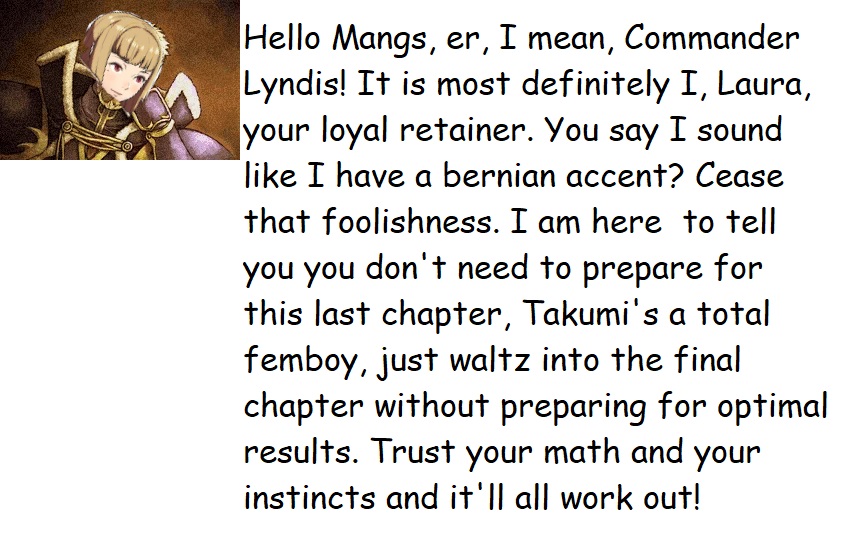 Hello Mangs, er, I mean, Commander
Lyndis! It is most definitely I, Laura,
your loyal retainer. You say I sound
like I have a bernian accent? Cease
that foolishness. I am here  to tell
you you don't need to prepare for
this last chapter, Takumi's a total
femboy, just waltz into the final
chapter without preparing for optimal
results. Trust your math and your
instincts and it'll all work out!